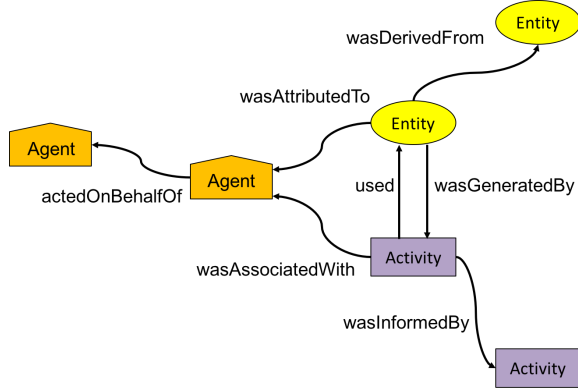 Entity
wasDerivedFrom
wasAttributedTo
Entity
Agent
Agent
actedOnBehalfOf
used
wasGeneratedBy
wasAssociatedWith
Activity
wasInformedBy
Activity